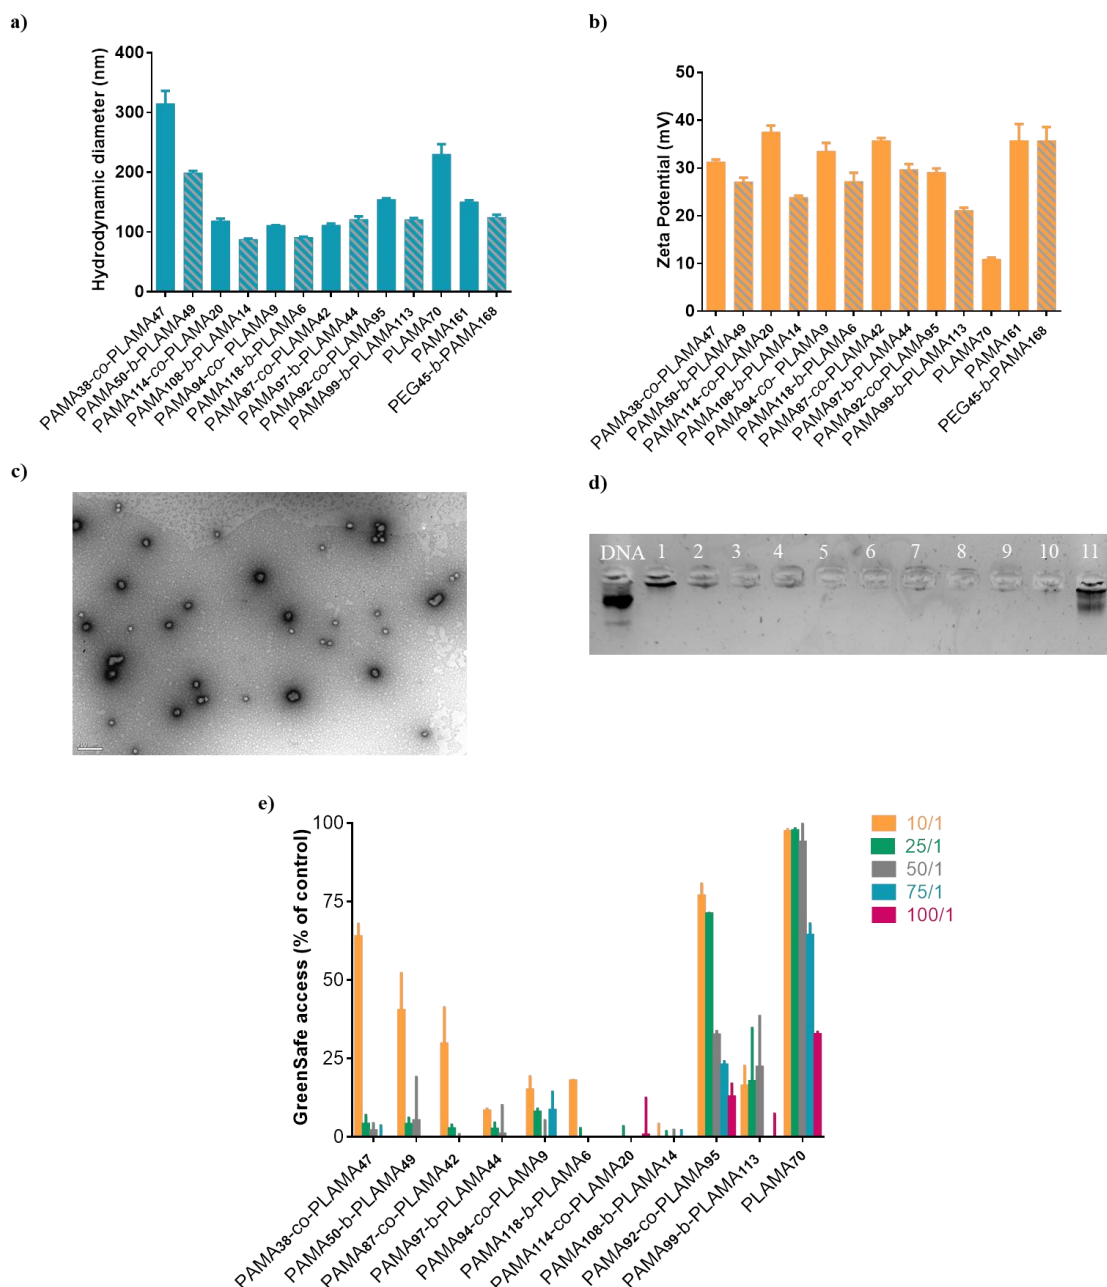 a)
Hydrodynamic diameter (nm)
400
300
200
100
0
PAMA38-co-PLAMA47
PAMA50-b-PLAMA49
PAMA114-co-PLAMA20
PAMA108-b-PLAMA14
PAMA94-co- PLAMA9
PAMA118-b-PLAMA6
PAMA87-co-PLAMA42
PAMA97-b-PLAMA44
PAMA92-co-PLAMA95
PAMA99-b-PLAMA113
PLAMA70
PAMA161
PEG45-b-PAMA168
b)
Zeta Potential (mV)
50
40
30
20
10
0
PAMA38-co-PLAMA47
PAMA50-b-PLAMA49
PAMA114-co-PLAMA20
PAMA108-b-PLAMA14
PAMA94-co- PLAMA9
PAMA118-b-PLAMA6
PAMA87-co-PLAMA42
PAMA97-b-PLAMA44
PAMA92-co-PLAMA95
PAMA99-b-PLAMA113
PLAMA70
PAMA161
PEG45-b-PAMA168
c)
d)
DNA 1 2 3 4 5 6 7 8 9 10 11
e)
GreenSafe access (% of control)
100
75
50
25
0
10/1
25/1
50/1
75/1
100/1
PAMA38-co-PLAMA47
PAMA50-b-PLAMA49
PAMA87-co-PLAMA42
PAMA97-b-PLAMA44
PAMA94-co-PLAMA9
PAMA118-b-PLAMA6
PAMA114-co-PLAMA20
PAMA108-b-PLAMA14
PAMA92-co-PLAMA95
PAMA99-b-PLAMA113
PLAMA70